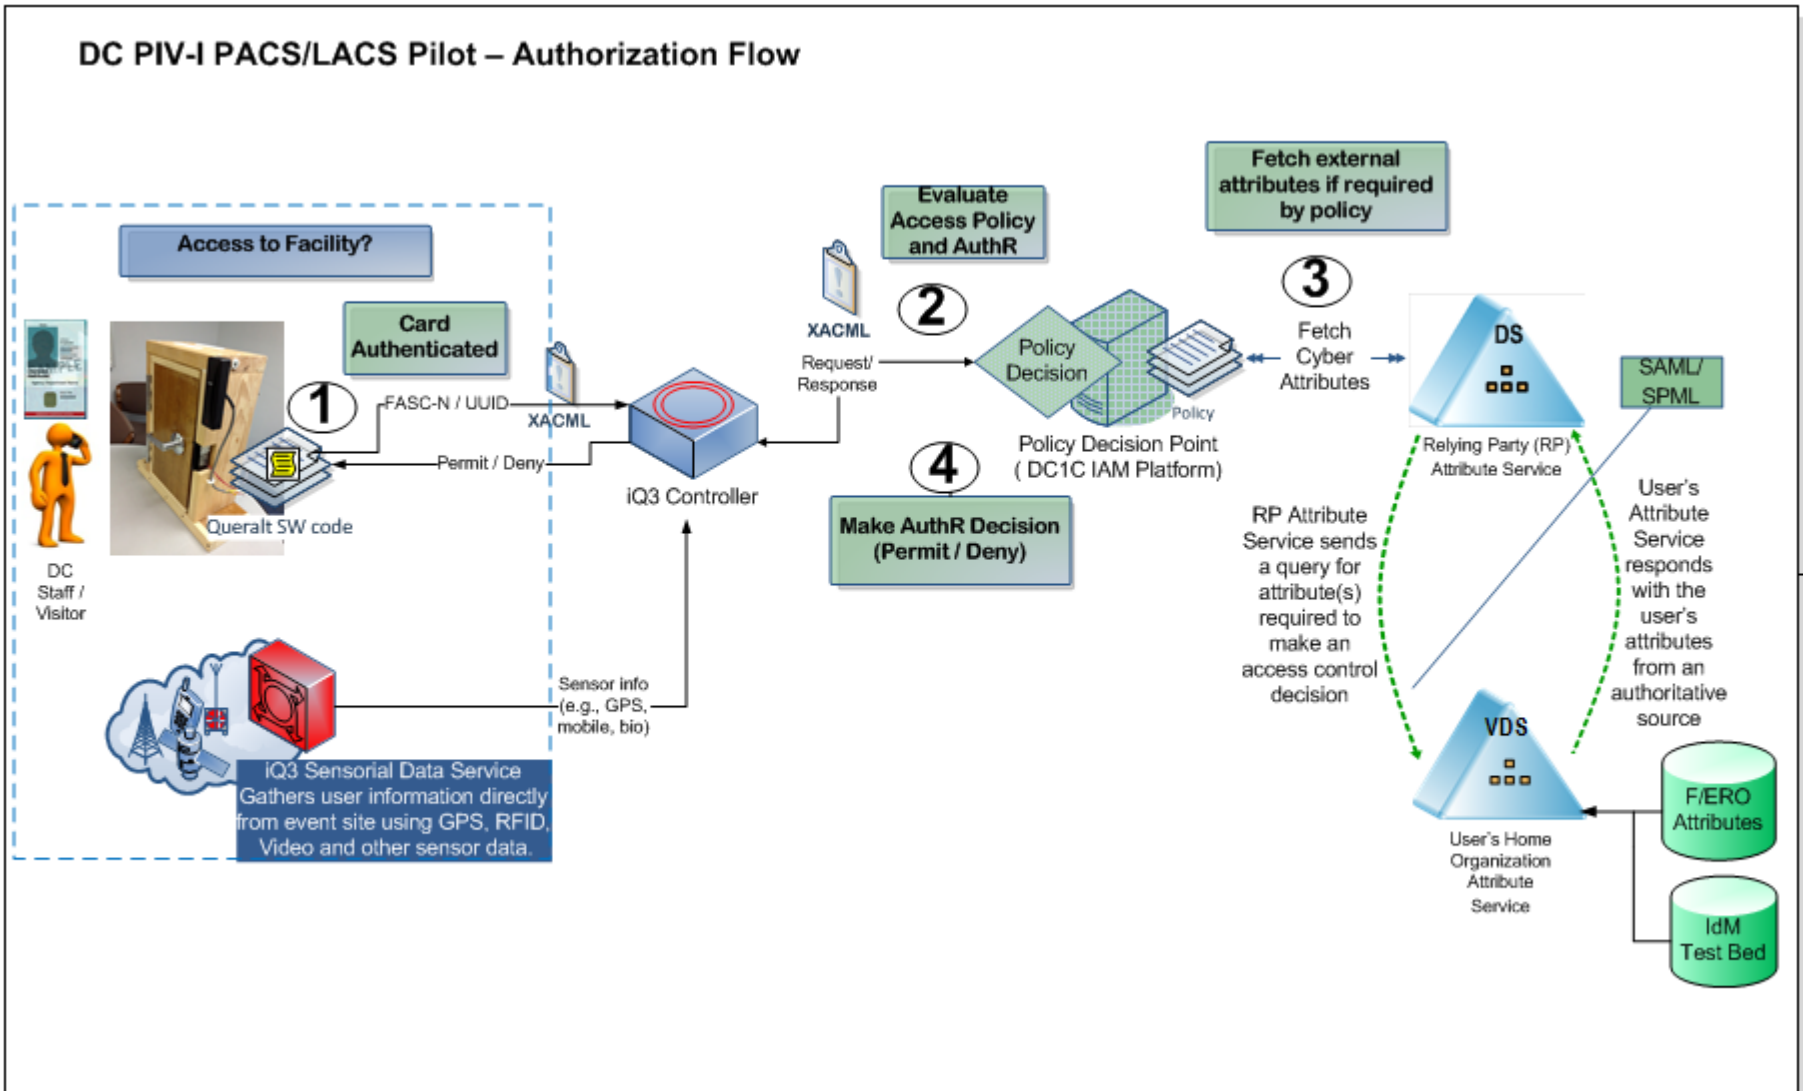 DC PIV-I PACS/LACS Pilot – Authorization Flow
Access to Facility?
Card
Authenticated
1
FASC-N / UUID
XACML
Permit / Deny
Queralt SW code
DC
Staff /
Visitor
iQ3 Controller
Sensor info
(e.g., GPS,
mobile, bio)
iQ3 Sensorial Data Service
Gathers user information directly
from event site using GPS, RFID,
Video and other sensor data.
Evaluate
Access Policy
and AuthR
2
XACML
Request/
Response
Policy
Decision
Policy
Policy Decision Point
( DC1C IAM Platform)
4
Make AuthR Decision
(Permit / Deny)
Fetch external
attributes if required
by policy
3
Fetch
Cyber
Attributes
DS
Relying Party (RP)
Attribute Service
SAML/
SPML
RP Attribute
Service sends
a query for
attribute(s)
required to
make an
access control
decision
User's
Attribute
Service
responds
with the
user's
attributes
from an
authoritative
source
VDS
User's Home
Organization
Attribute
Service
F/ERO
Attributes
IdM
Test Bed